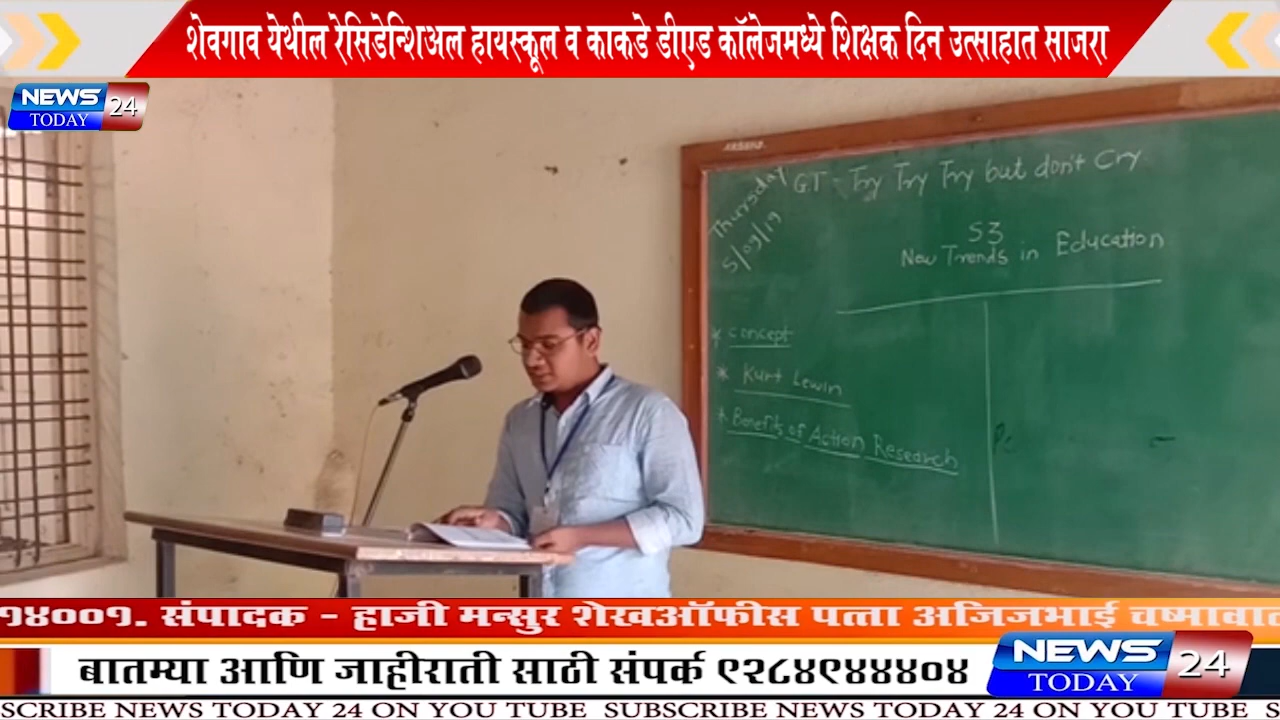 शेवगाव येथील रेसिडेन्शिअल हायस्कूल व काकडे डीएड कॉलेजमध्ये शिक्षक दिन उत्साहात साजरा
NEWS 24
TODAY
Thursday
5/09/19
GT - Try Try Try but don't Cry
S3
New Trends in Education
* Concept
* Kurt Lewin
* Benefits of Action Research
१४००१. संपादक - हाजी मन्सुर शेखऑफीस पत्ता अजिजभाई चष्मावाल
बातम्या आणि जाहीराती साठी संपर्क ९२८४९४४४०४
NEWS 24
TODAY
SCRIBE NEWS TODAY 24 ON YOU TUBE SUBSCRIBE NEWS TODAY 24 ON YOU TUBE S